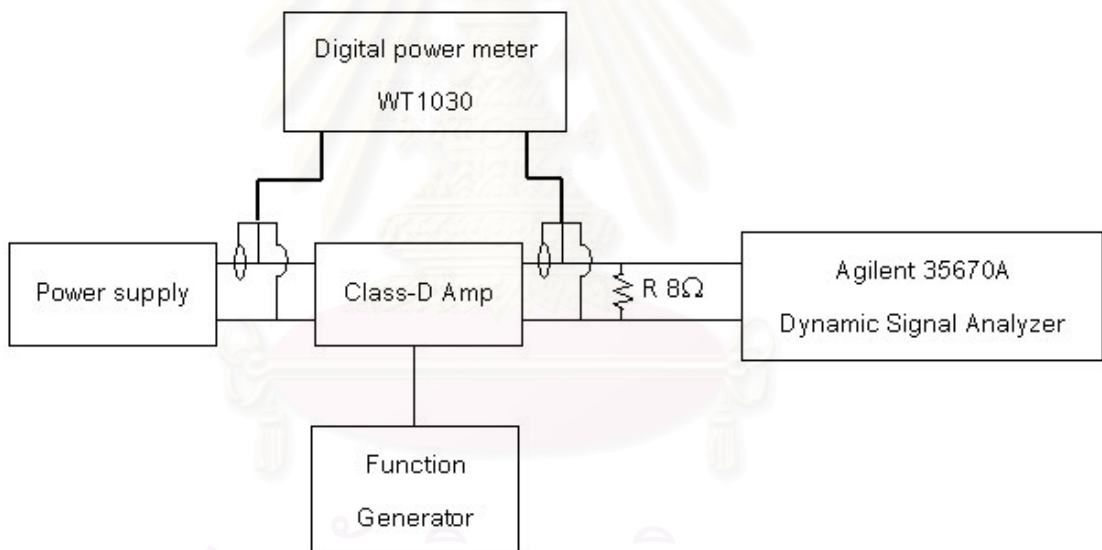 Digital power meter
WT1030
Power supply
Class-D Amp
R 8Ω
Agilent 35670A
Dynamic Signal Analyzer
Function
Generator